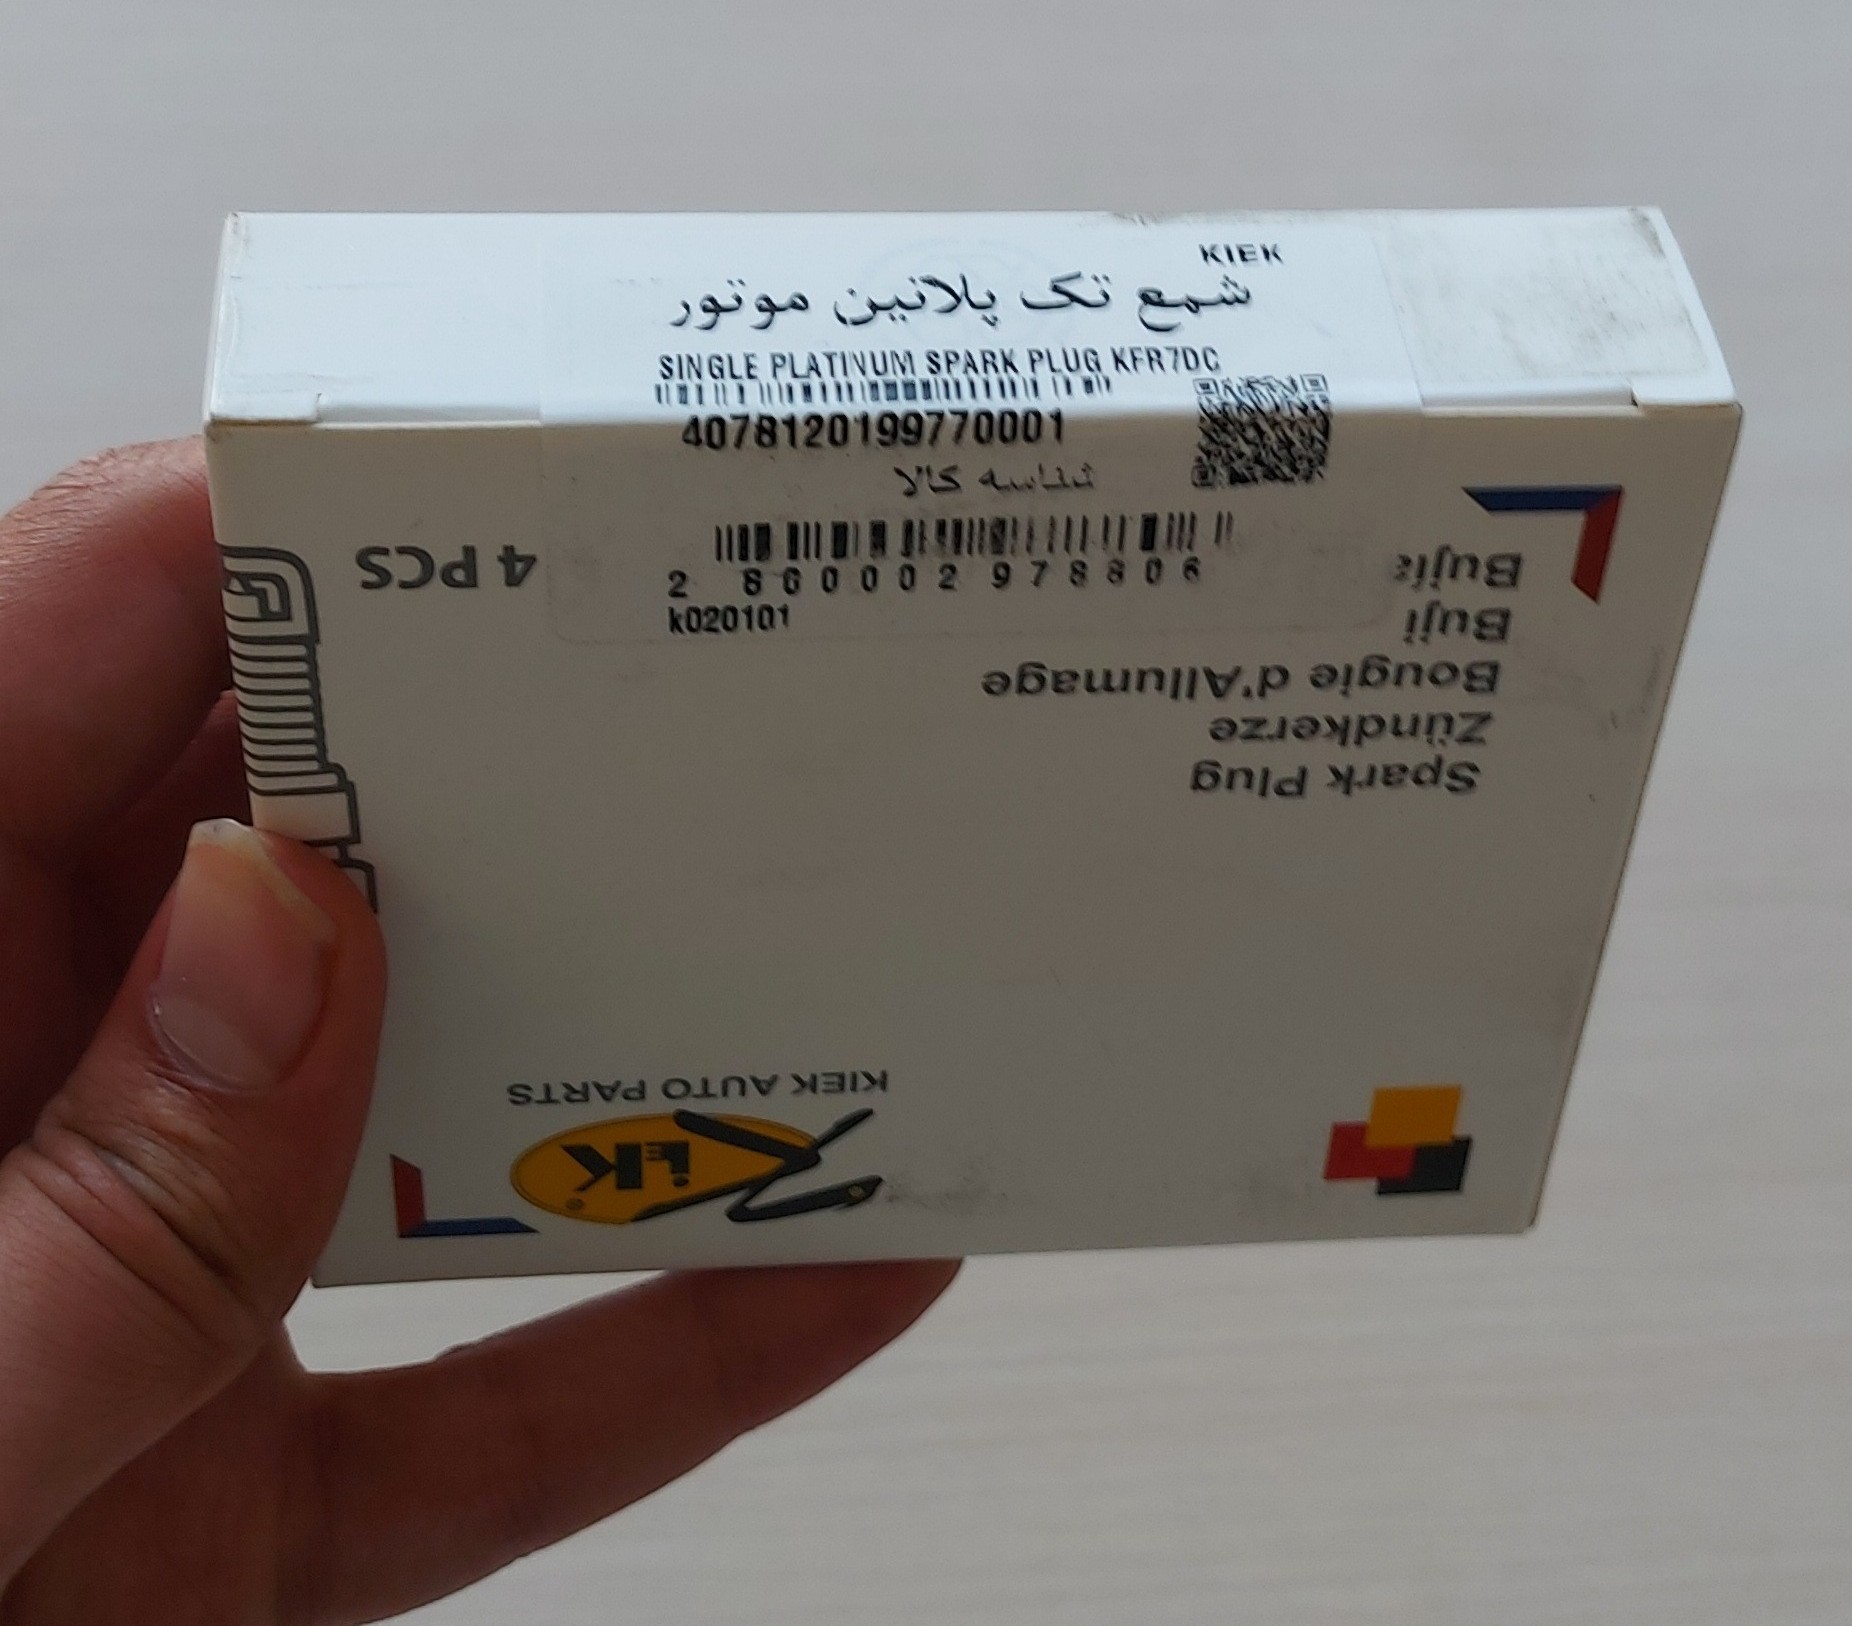 KIEK
شمع تک پلاتین موتور
SINGLE PLATINUM SPARK PLUG KFR7DC
4078120199770001
شناسه کالا
2 860002 978806
k020101
4 PCS
Spark Plug
Zündkerze
Bougie d'Allumage
Buji
KIEK AUTO PARTS
KiEK®